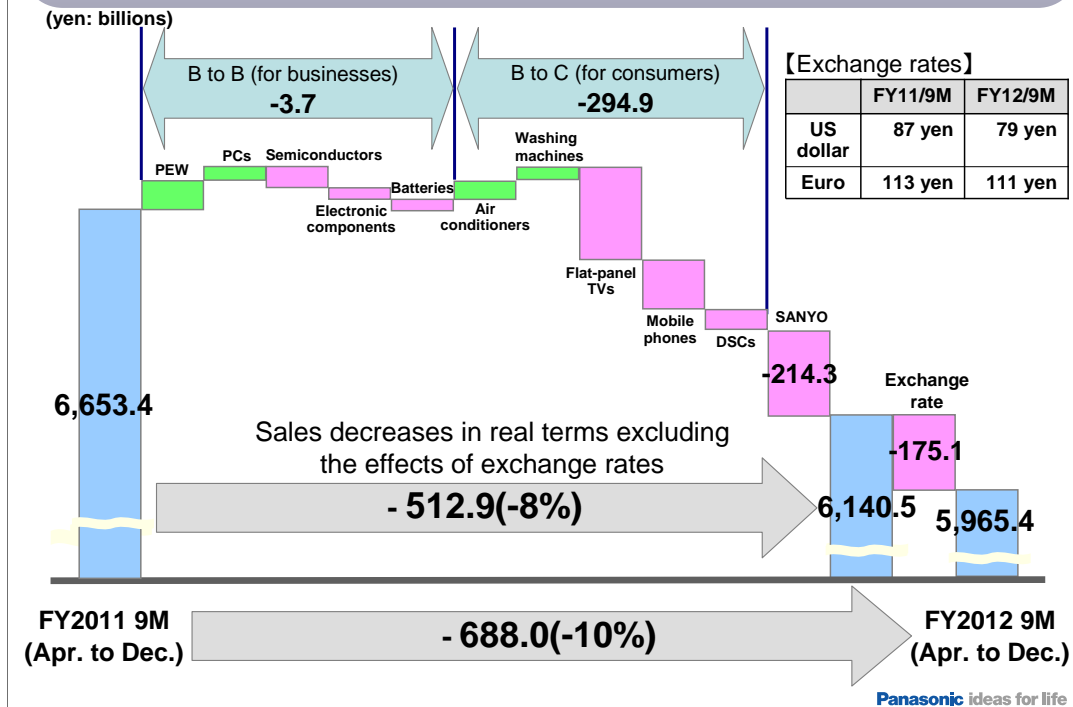 (yen: billions)
B to B (for businesses)
-3.7
B to C (for consumers)
-294.9
【Exchange rates】
FY11/9M FY12/9M
US
dollar
87 yen 79 yen
Euro 113 yen 111 yen
PEW
PCs
Semiconductors
Electronic
components
Batteries
Air
conditioners
Washing
machines
Flat-panel
TVs
Mobile
phones
DSCs
SANYO
-214.3
Exchange
rate
-175.1
6,653.4
Sales decreases in real terms excluding
the effects of exchange rates
- 512.9(-8%)
6,140.5
5,965.4
FY2011 9M
(Apr. to Dec.)
- 688.0(-10%)
FY2012 9M
(Apr. to Dec.)
Panasonic ideas for life